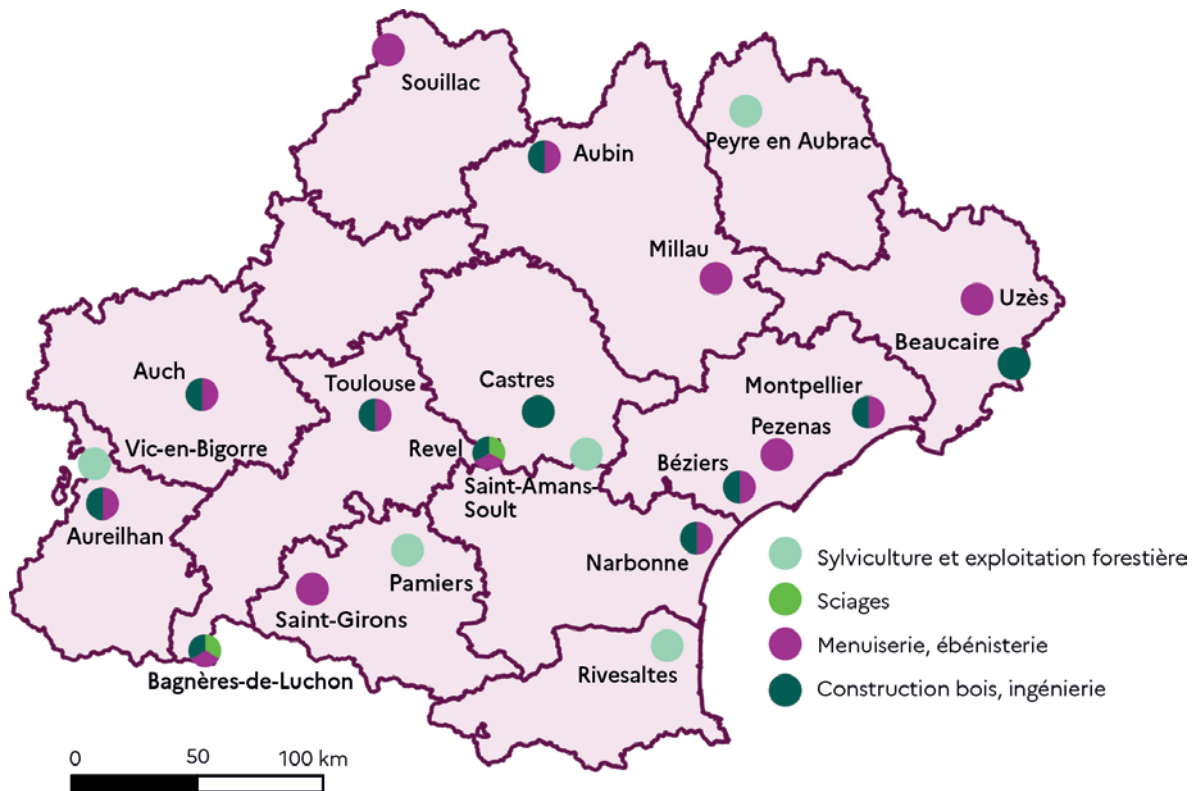 Souillac
Aubin
Peyre en Aubrac
Millau
Uzès
Beaucaire
Auch
Toulouse
Castres
Montpellier
Pezenas
Vic-en-Bigorre
Revel
Béziers
Saint-Amans-
Soult
Aureilhan
Narbonne
Pamiers
Saint-Girons
Bagnères-de-Luchon
Rivesaltes
Sylviculture et exploitation forestière
Sciages
Menuiserie, ébénisterie
Construction bois, ingénierie
0 50 100 km